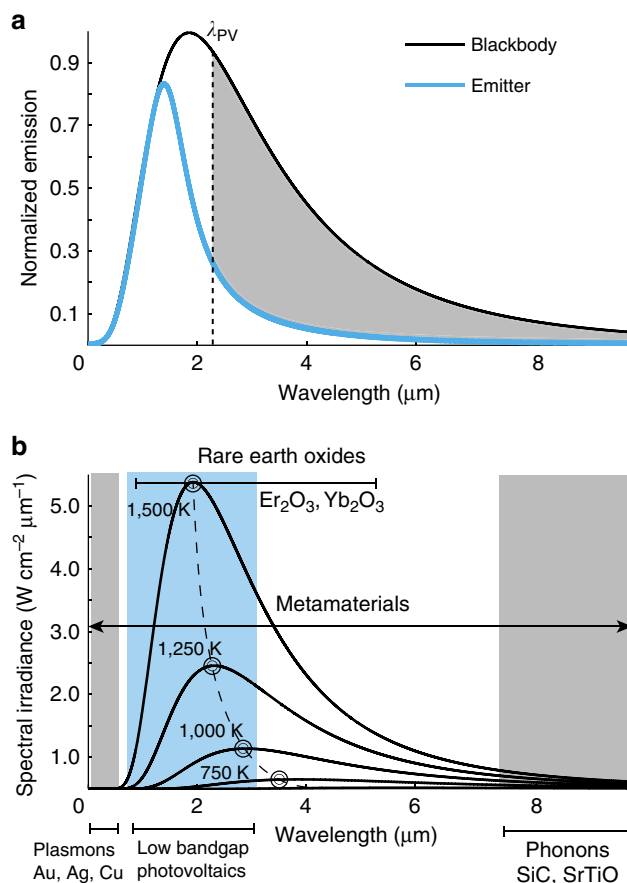 a
λPV
Blackbody
Emitter
0.9
0.7
0.5
0.3
0.1
Normalized emission
0 2 4 6 8
Wavelength (μm)
b
Rare earth oxides
Er2O3, Yb2O3
1,500 K
Metamaterials
1,250 K
1,000 K
750 K
5.0
4.0
3.0
2.0
1.0
Spectral irradiance (W cm−2 μm−1)
0 2 4 6 8
Wavelength (μm)
Plasmons
Au, Ag, Cu
Low bandgap
photovoltaics
Phonons
SiC, SrTiO